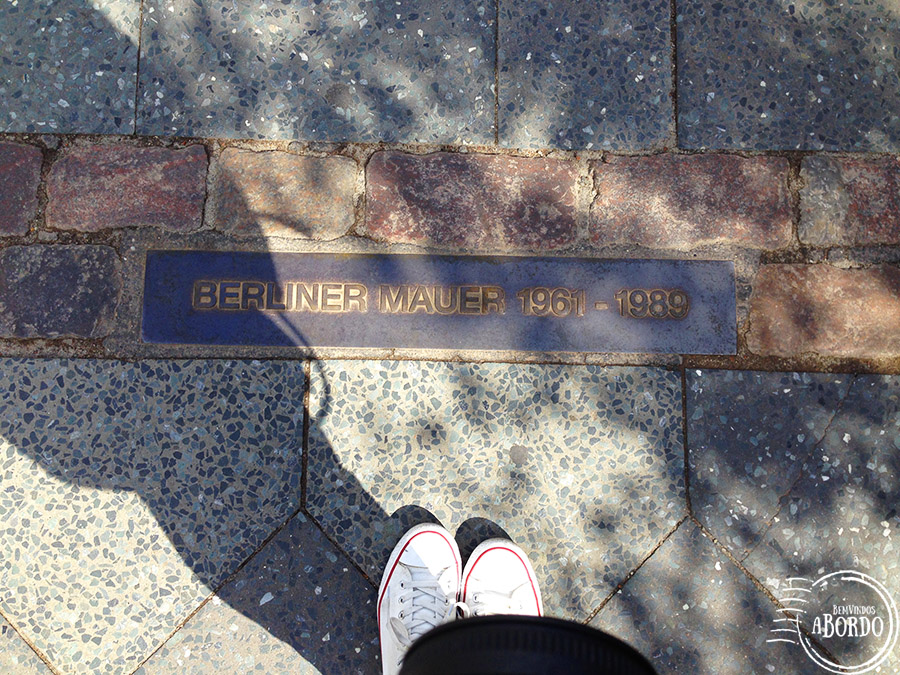 BERLINER MAUER 1961 - 1989
BEMVINDOS
ABORDO